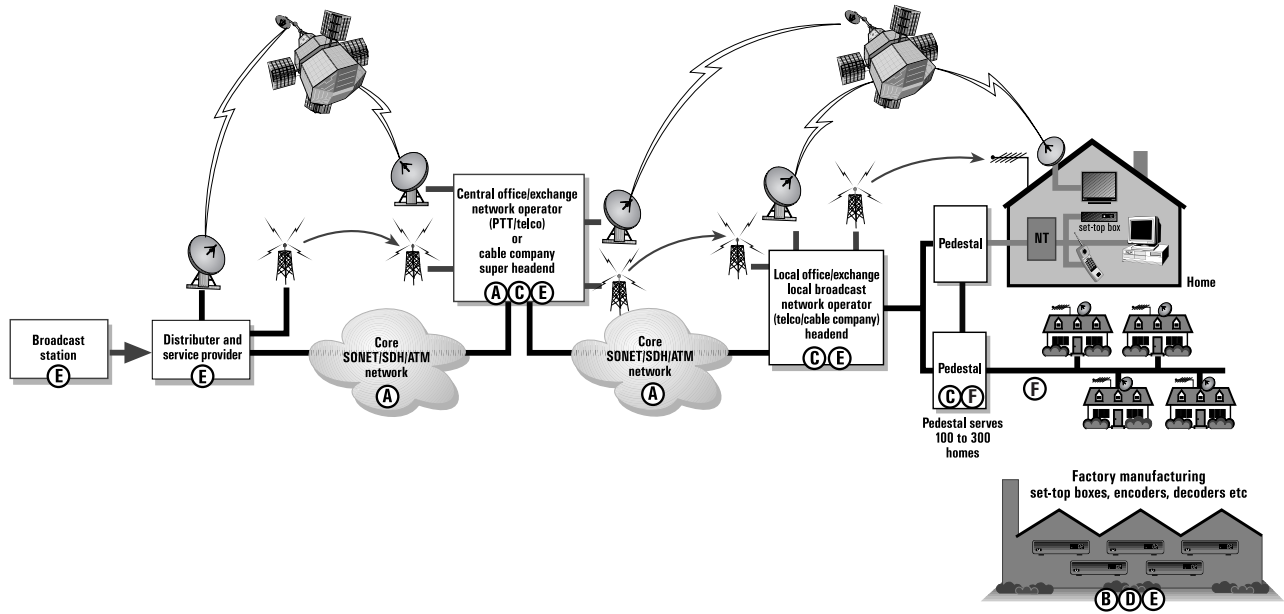 Central office/exchange
network operator
(PTT/telco)
or
cable company
super headend
A C E
Pedestal
NT
set-top box
Home
Local office/exchange
local broadcast
network operator
(telco/cable company)
headend
C E
Broadcast
station
E
Distributer and
service provider
E
Core
SONET/SDH/ATM
network
A
Core
SONET/SDH/ATM
network
A
Pedestal
C F
F
Pedestal serves
100 to 300
homes
Factory manufacturing
set-top boxes, encoders, decoders etc
B D E